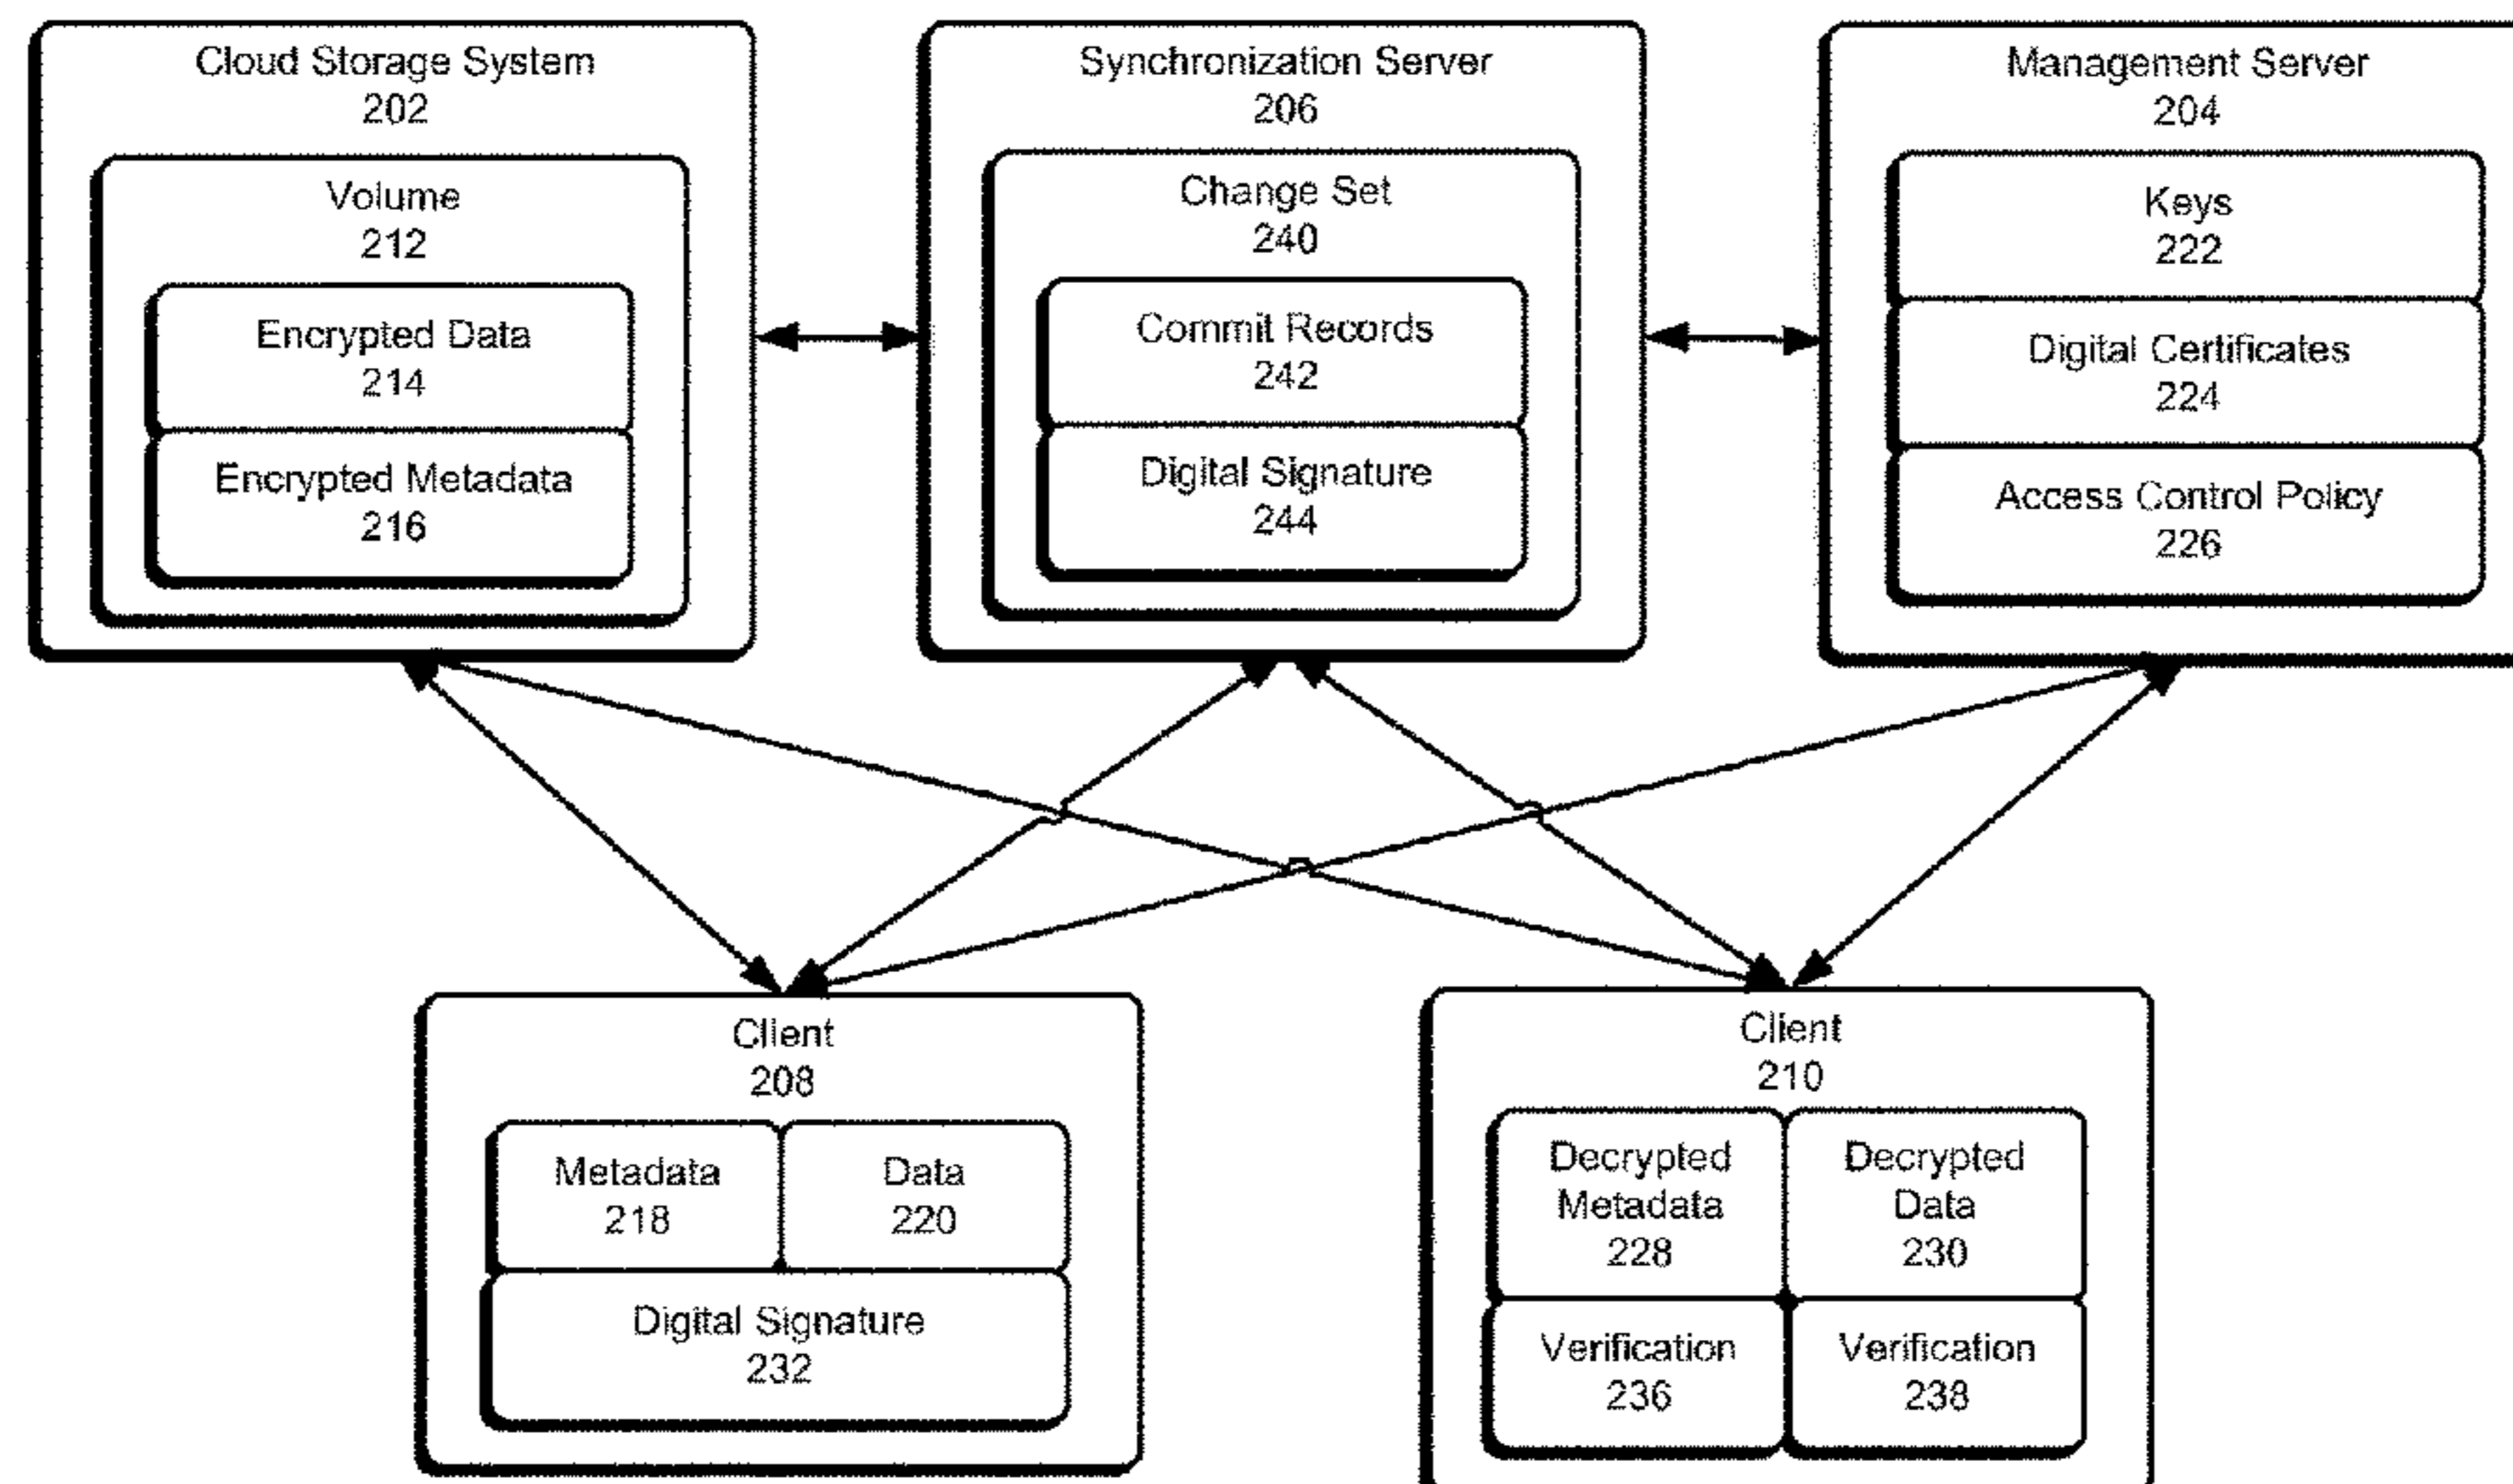 Cloud Storage System
202
Volume
212
Encrypted Data
214
Encrypted Metadata
216
Synchronization Server
206
Change Set
240
Commit Records
242
Digital Signature
244
Management Server
204
Keys
222
Digital Certificates
224
Access Control Policy
226
Client
208
Metadata
218
Data
220
Digital Signature
232
Client
210
Decrypted
Metadata
228
Decrypted
Data
230
Verification
236
Verification
238